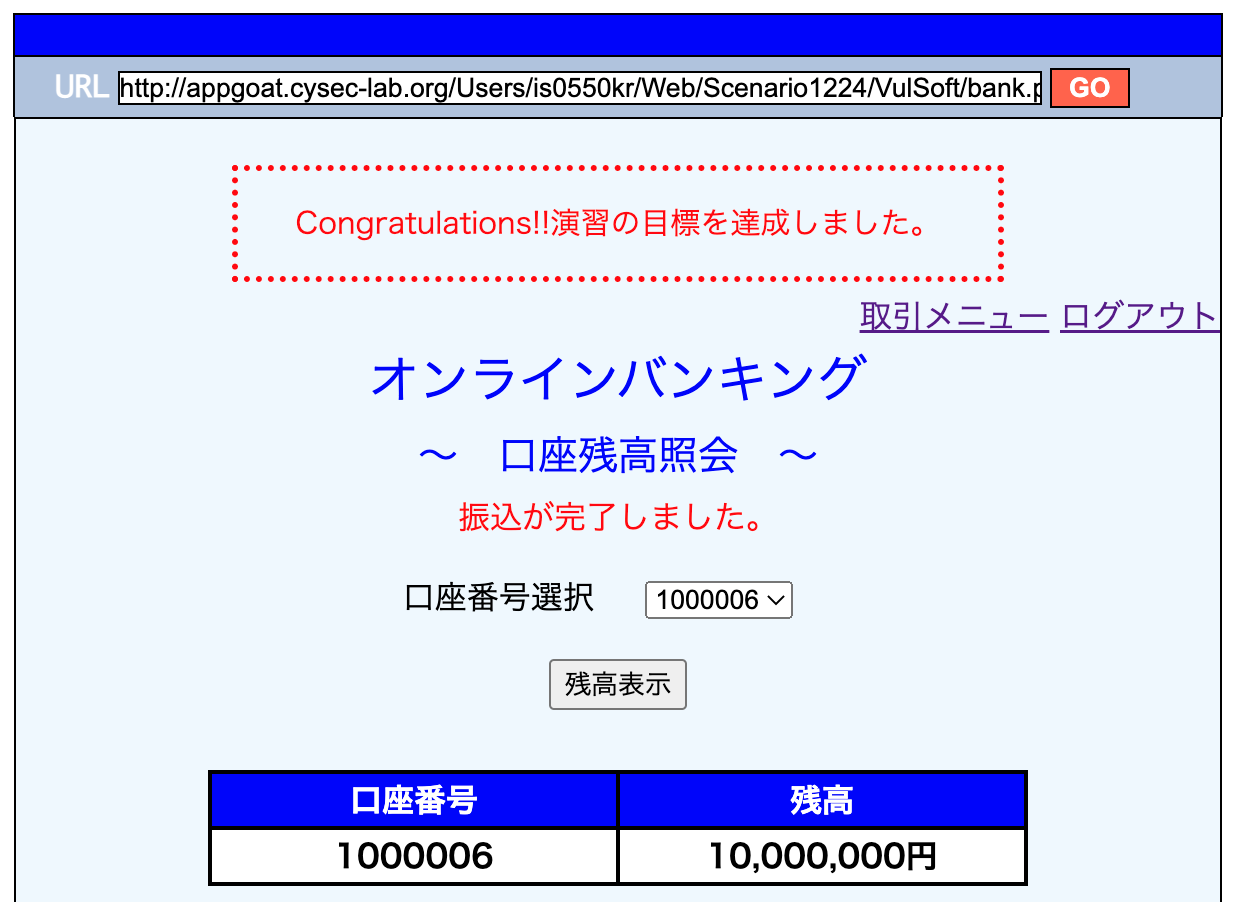 URL http://appgoat.cysec-lab.org/Users/is0550kr/Web/Scenario1224/VulSoft/bank.p GO
Congratulations!!演習の目標を達成しました。
取引メニュー ログアウト
オンラインバンキング
～　口座残高照会　～
振込が完了しました。
口座番号選択 1000006
残高表示
口座番号 残高
1000006 10,000,000円